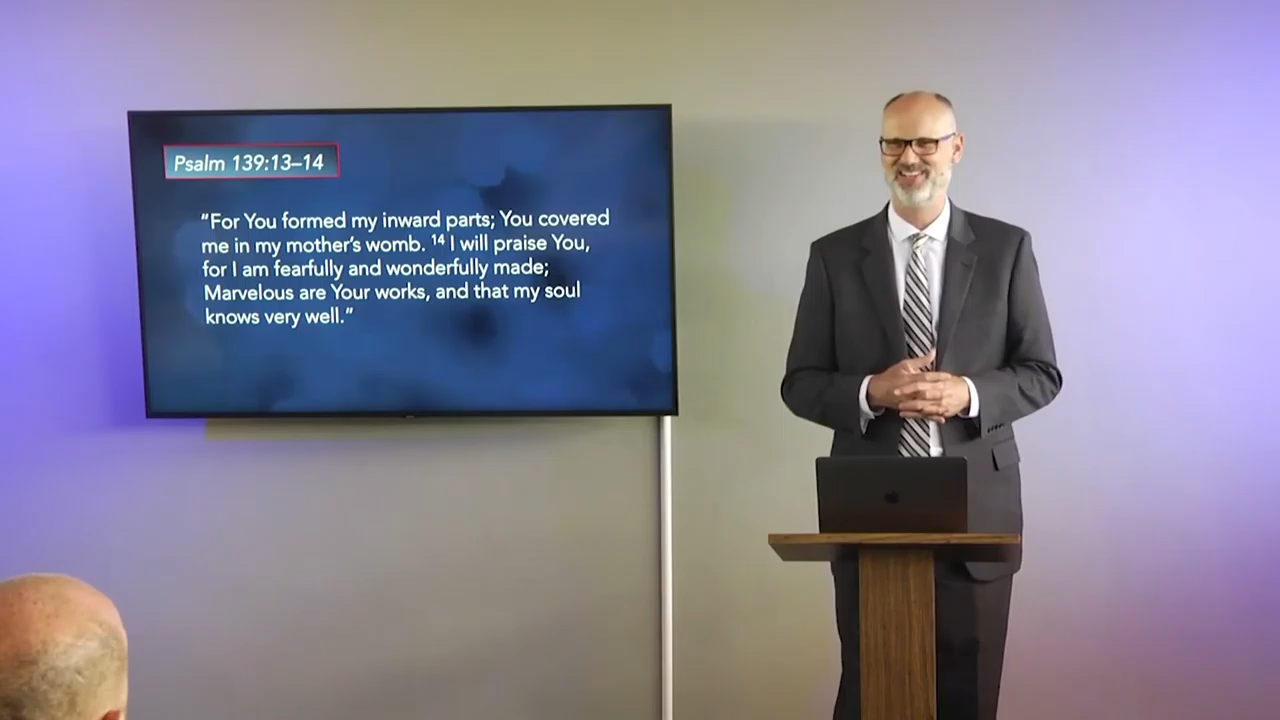 Psalm 139:13–14
“For You formed my inward parts; You covered
me in my mother’s womb. ¹⁴ I will praise You,
for I am fearfully and wonderfully made;
Marvelous are Your works, and that my soul
knows very well.”